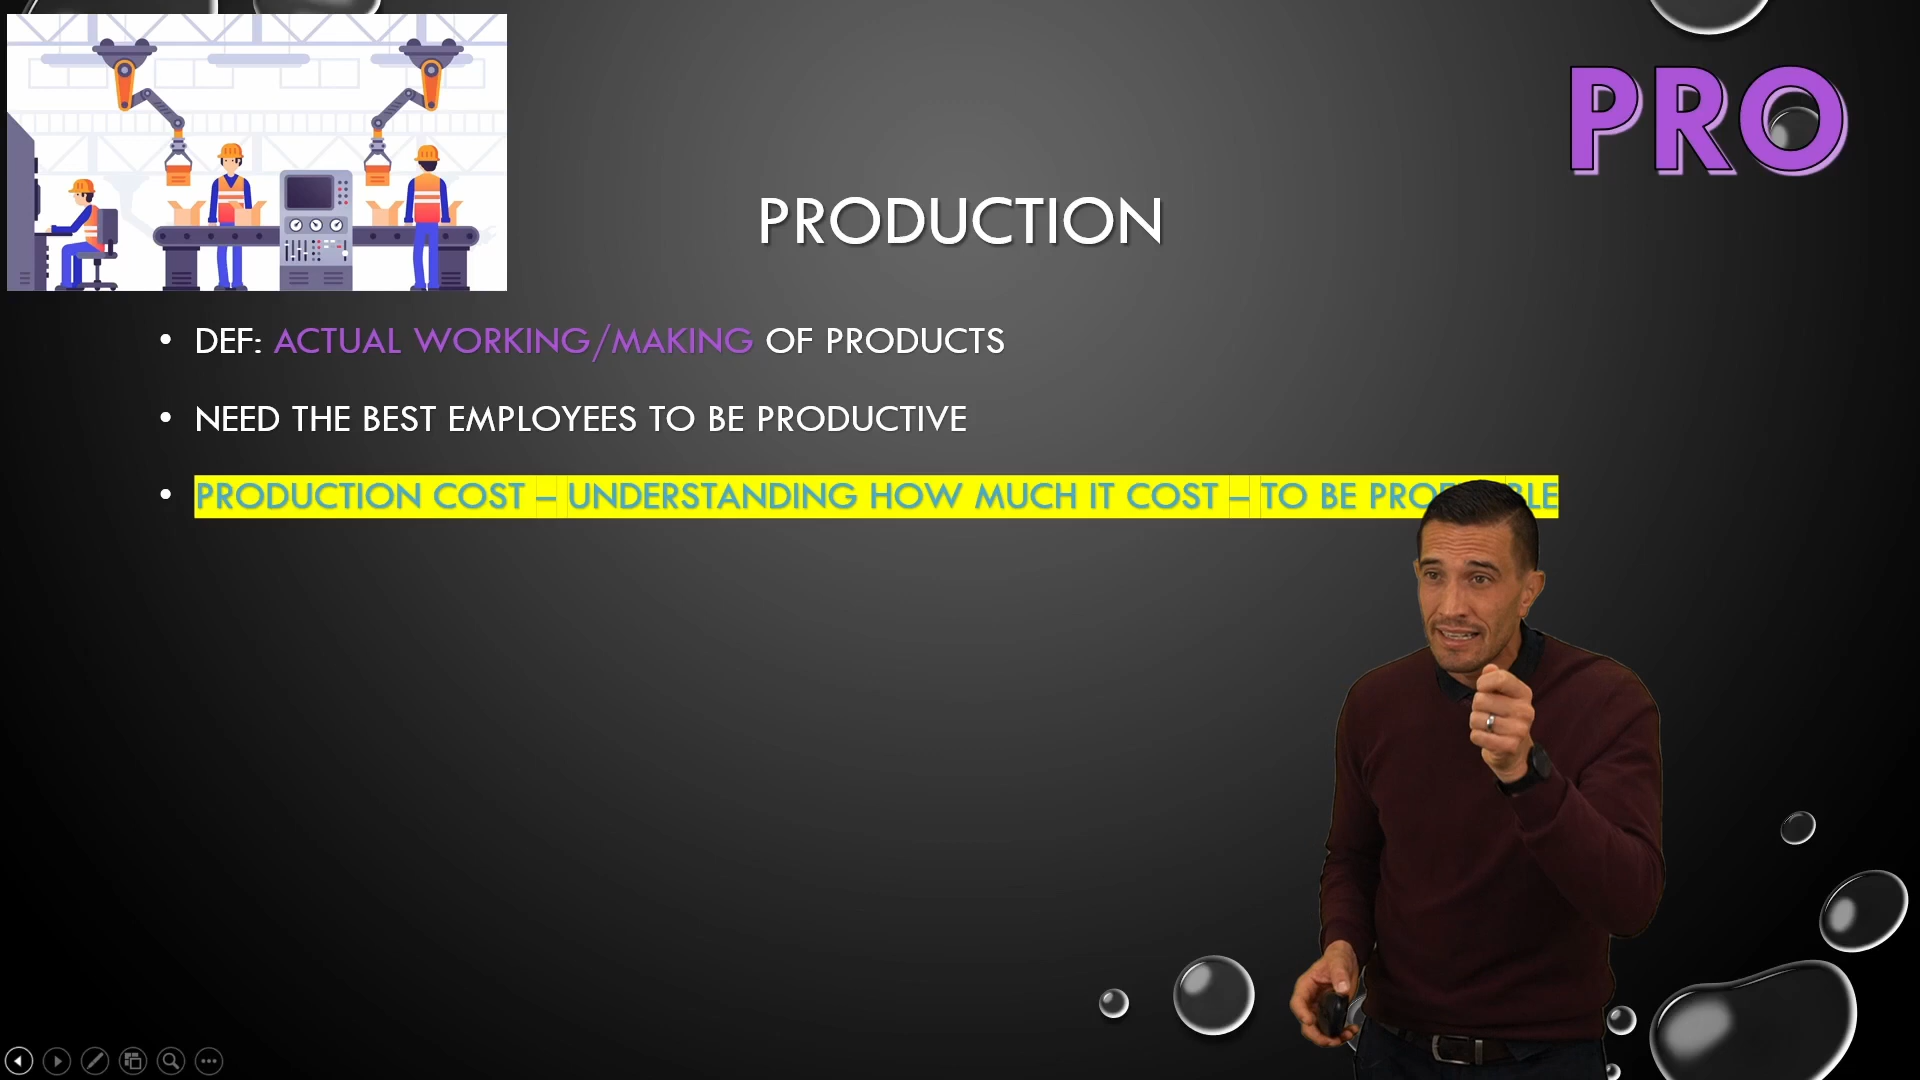 PRO
PRODUCTION
• DEF: ACTUAL WORKING/MAKING OF PRODUCTS
• NEED THE BEST EMPLOYEES TO BE PRODUCTIVE
• PRODUCTION COST – UNDERSTANDING HOW MUCH IT COST – TO BE